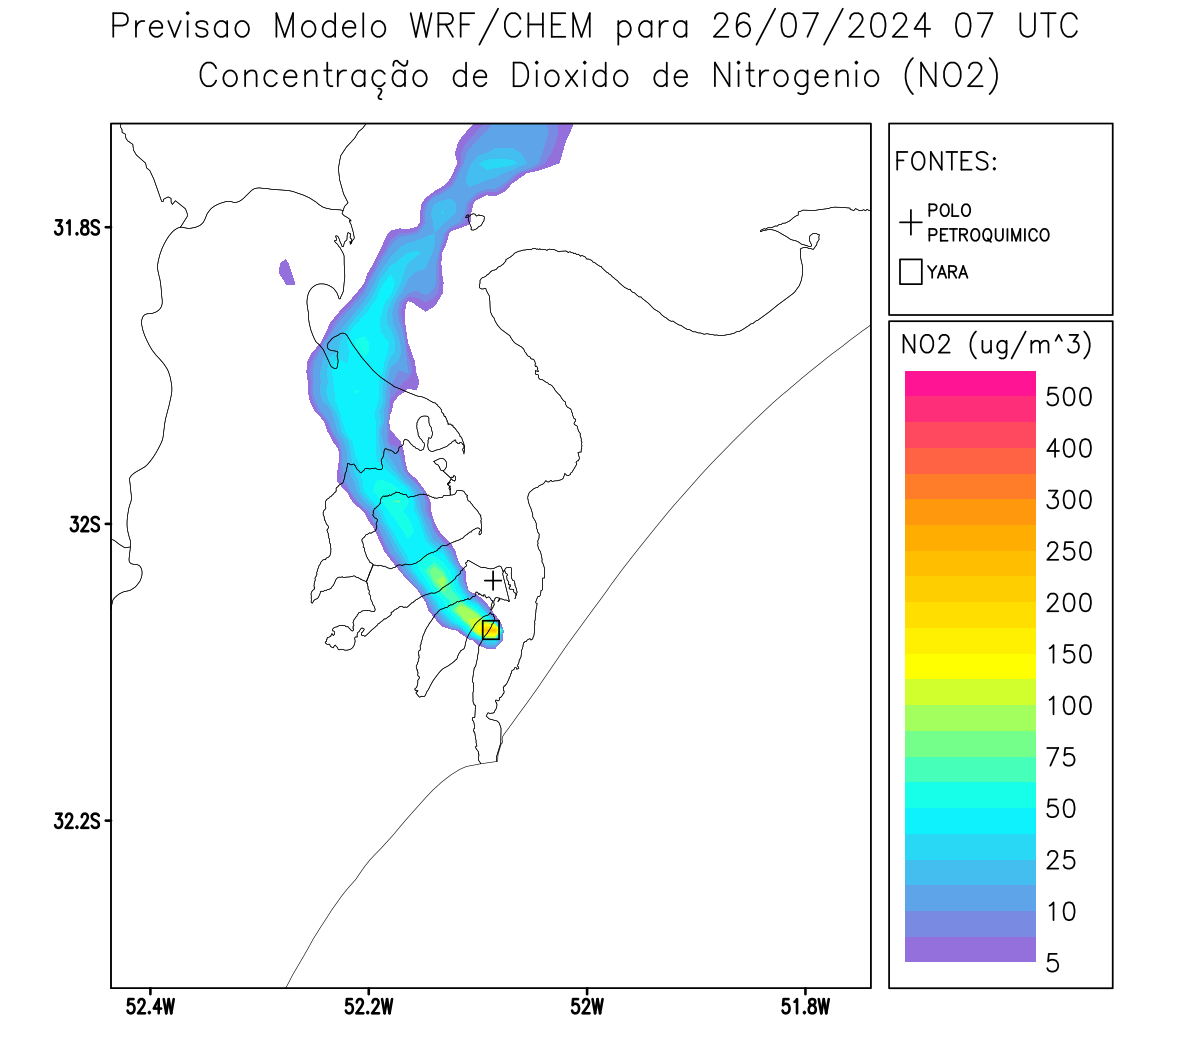 Previsao Modelo WRF/CHEM para 26/07/2024 07 UTC
Concentração de Dioxido de Nitrogenio (NO2)
FONTES:
POLO
PETROQUIMICO
YARA
NO2 (ug/m^3)
500
400
300
250
200
150
100
75
50
25
10
5
31.8S
32S
32.2S
52.4W
52.2W
52W
51.8W